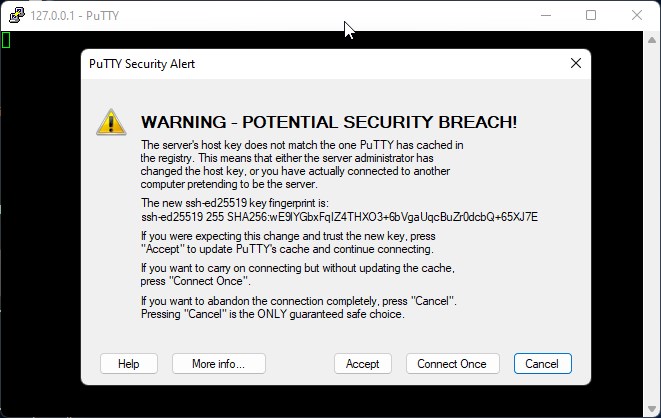 127.0.0.1 - PuTTY
PuTTY Security Alert
WARNING - POTENTIAL SECURITY BREACH!
The server's host key does not match the one PuTTY has cached in
the registry. This means that either the server administrator has
changed the host key, or you have actually connected to another
computer pretending to be the server.
The new ssh-ed25519 key fingerprint is:
ssh-ed25519 255 SHA256:wE9IYGbxFqIZ4THXO3+6bVgaUqcBuZr0dcbQ+65XJ7E
If you were expecting this change and trust the new key, press
"Accept" to update PuTTY's cache and continue connecting.
If you want to carry on connecting but without updating the cache,
press "Connect Once".
If you want to abandon the connection completely, press "Cancel".
Pressing "Cancel" is the ONLY guaranteed safe choice.
Help
More info...
Accept
Connect Once
Cancel